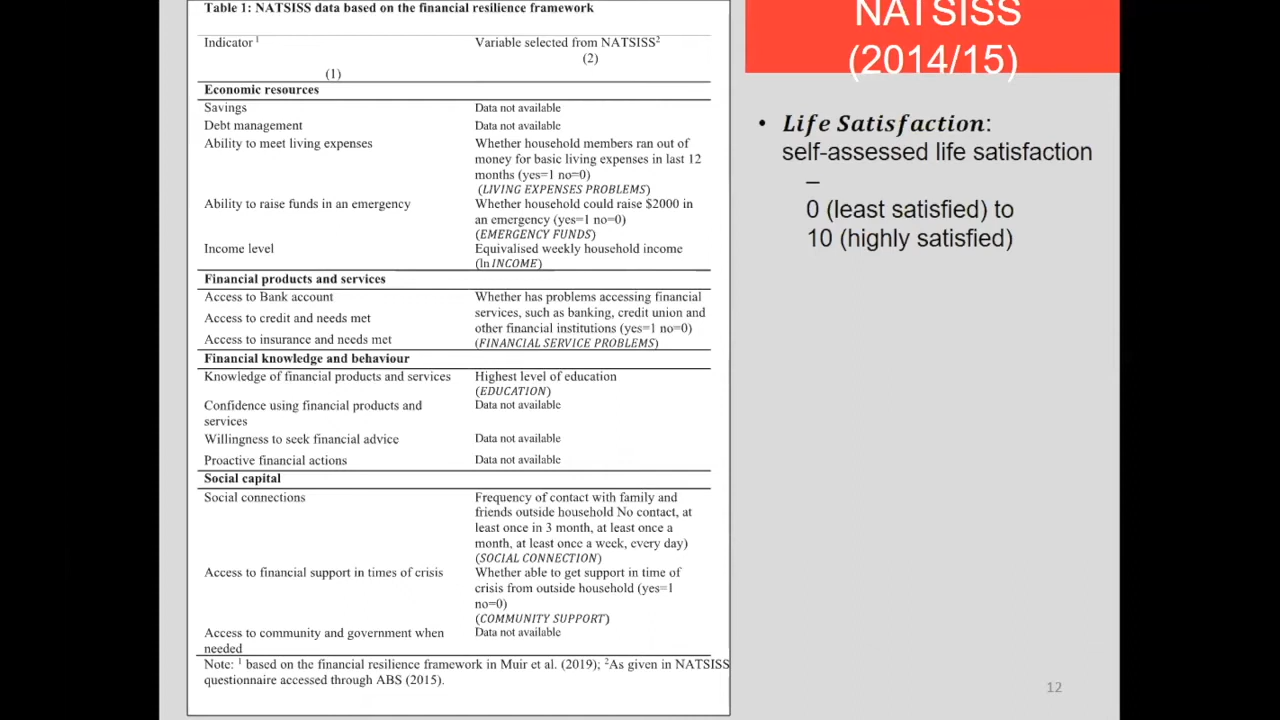 Table 1: NATSISS data based on the financial resilience framework
Indicator 1
Variable selected from NATSISS2
(1)
(2)
Economic resources
Savings
Data not available
Debt management
Data not available
Ability to meet living expenses
Whether household members ran out of
money for basic living expenses in last 12
months (yes=1 no=0)
(LIVING EXPENSES PROBLEMS)
Ability to raise funds in an emergency
Whether household could raise $2000 in
an emergency (yes=1 no=0)
(EMERGENCY FUNDS)
Income level
Equivalised weekly household income
(ln INCOME)
Financial products and services
Access to Bank account
Access to credit and needs met
Access to insurance and needs met
Whether has problems accessing financial
services, such as banking, credit union and
other financial institutions (yes=1 no=0)
(FINANCIAL SERVICE PROBLEMS)
Financial knowledge and behaviour
Knowledge of financial products and services
Highest level of education
(EDUCATION)
Confidence using financial products and
services
Data not available
Willingness to seek financial advice
Data not available
Proactive financial actions
Data not available
Social capital
Social connections
Frequency of contact with family and
friends outside household No contact, at
least once in 3 month, at least once a
month, at least once a week, every day)
(SOCIAL CONNECTION)
Access to financial support in times of crisis
Whether able to get support in time of
crisis from outside household (yes=1
no=0)
(COMMUNITY SUPPORT)
Access to community and government when
needed
Data not available
Note: 1 based on the financial resilience framework in Muir et al. (2019); 2As given in NATSISS
questionnaire accessed through ABS (2015).
NATSISS
(2014/15)
• Life Satisfaction:
self-assessed life satisfaction
–
0 (least satisfied) to
10 (highly satisfied)
12